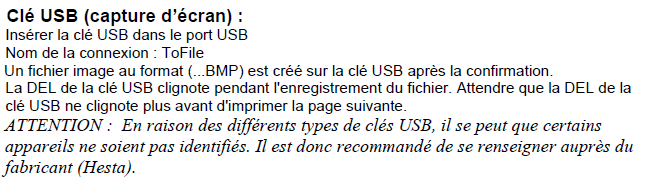 Clé USB (capture d’écran) :
Insérer la clé USB dans le port USB
Nom de la connexion : ToFile
Un fichier image au format (...BMP) est créé sur la clé USB après la confirmation.
La DEL de la clé USB clignote pendant l'enregistrement du fichier. Attendre que la DEL de la
clé USB ne clignote plus avant d'imprimer la page suivante.
ATTENTION : En raison des différents types de clés USB, il se peut que certains
appareils ne soient pas identifiés. Il est donc recommandé de se renseigner auprès du
fabricant (Hesta).